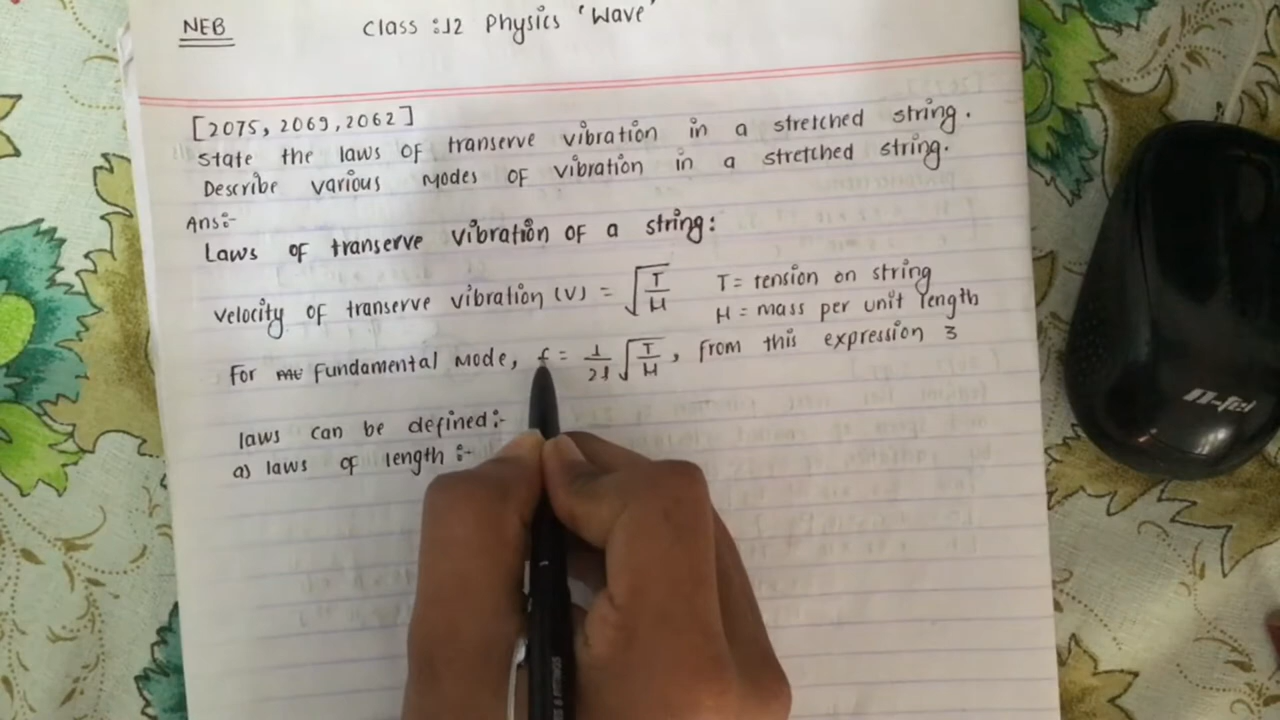 NEB
Class :12 Physics 'Wave'
[2075, 2069, 2062]
state the laws of transerve vibration in a stretched string.
Describe various modes of vibration in a stretched string.
Ans:-
Laws of transerve vibration of a string:
velocity of transerve vibration (v) = √(T/μ) T = tension on string
μ = mass per unit length
For fundamental mode, f = 1/2l √(T/μ), from this expression 3
laws can be defined:-
a) laws of length :-